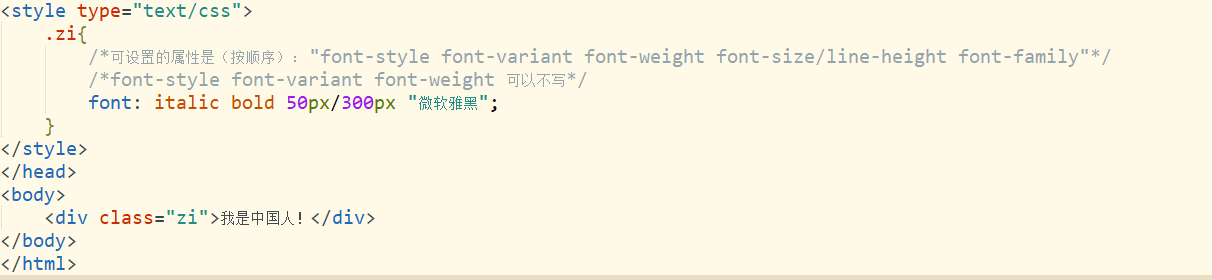 <style type="text/css">
.zi{
/*可设置的属性是（按顺序）："font-style font-variant font-weight font-size/line-height font-family"*/
/*font-style font-variant font-weight 可以不写*/
font: italic bold 50px/300px "微软雅黑";
}
</style>
</head>
<body>
<div class="zi">我是中国人!</div>
</body>
</html>